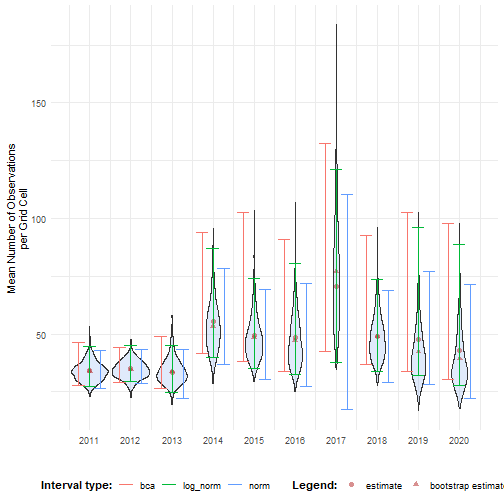 Mean Number of Observations
per Grid Cell
150
100
50
2011 2012 2013 2014 2015 2016 2017 2018 2019 2020
Interval type: bca log_norm norm Legend: estimate bootstrap estimate